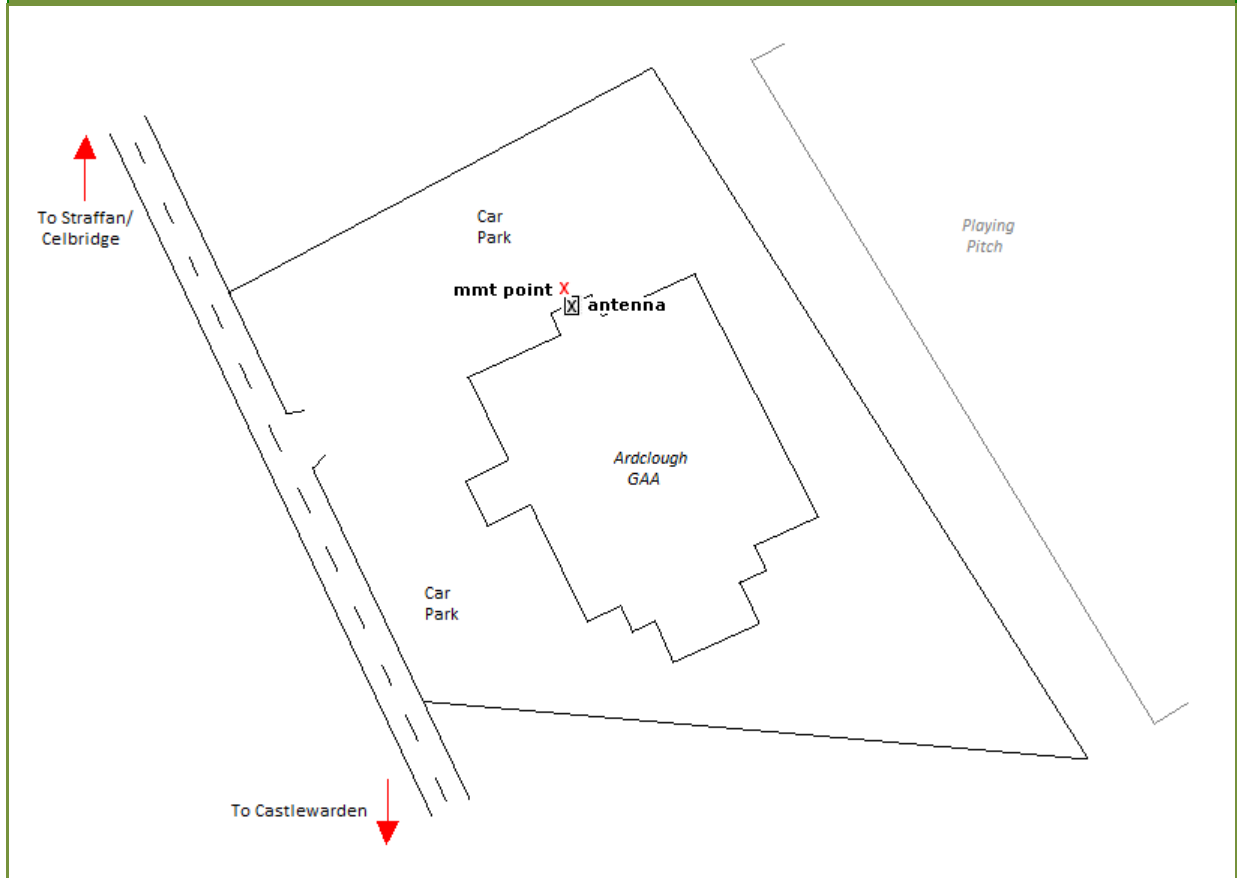 To Straffan/
Celbridge
Car
Park
Playing
Pitch
mmt point X
X antenna
Ardclough
GAA
Car
Park
To Castlewarden